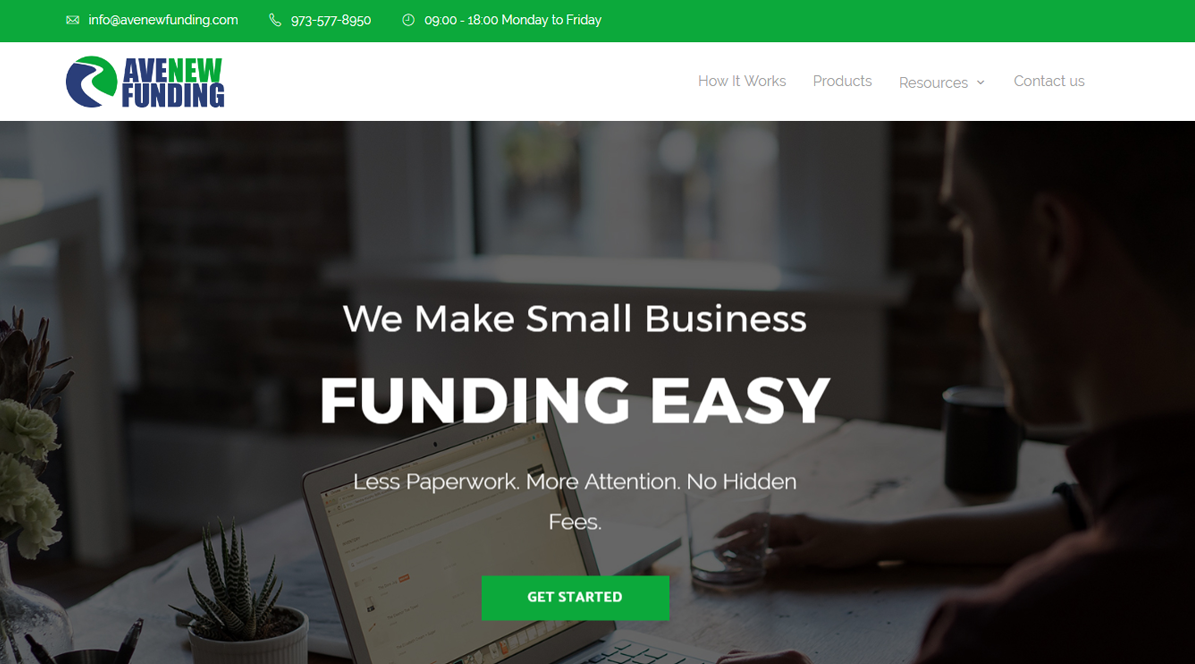 info@avenewfunding.com 973-577-8950 09:00 - 18:00 Monday to Friday
AVENEW
FUNDING
How It Works Products Resources Contact us
We Make Small Business
FUNDING EASY
Less Paperwork. More Attention. No Hidden
Fees.
GET STARTED